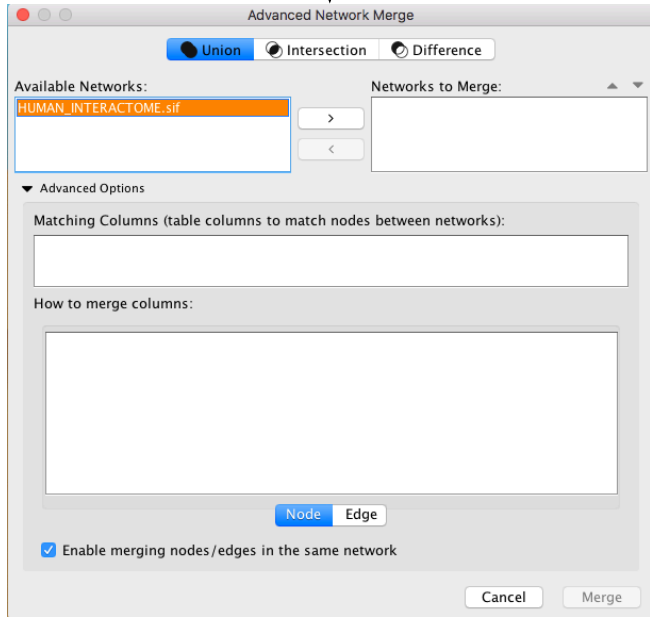 Advanced Network Merge
Union Intersection Difference
Available Networks: Networks to Merge:
HUMAN_INTERACTOME.sif
>
<
Advanced Options
Matching Columns (table columns to match nodes between networks):
How to merge columns:
Node Edge
Enable merging nodes/edges in the same network
Cancel Merge